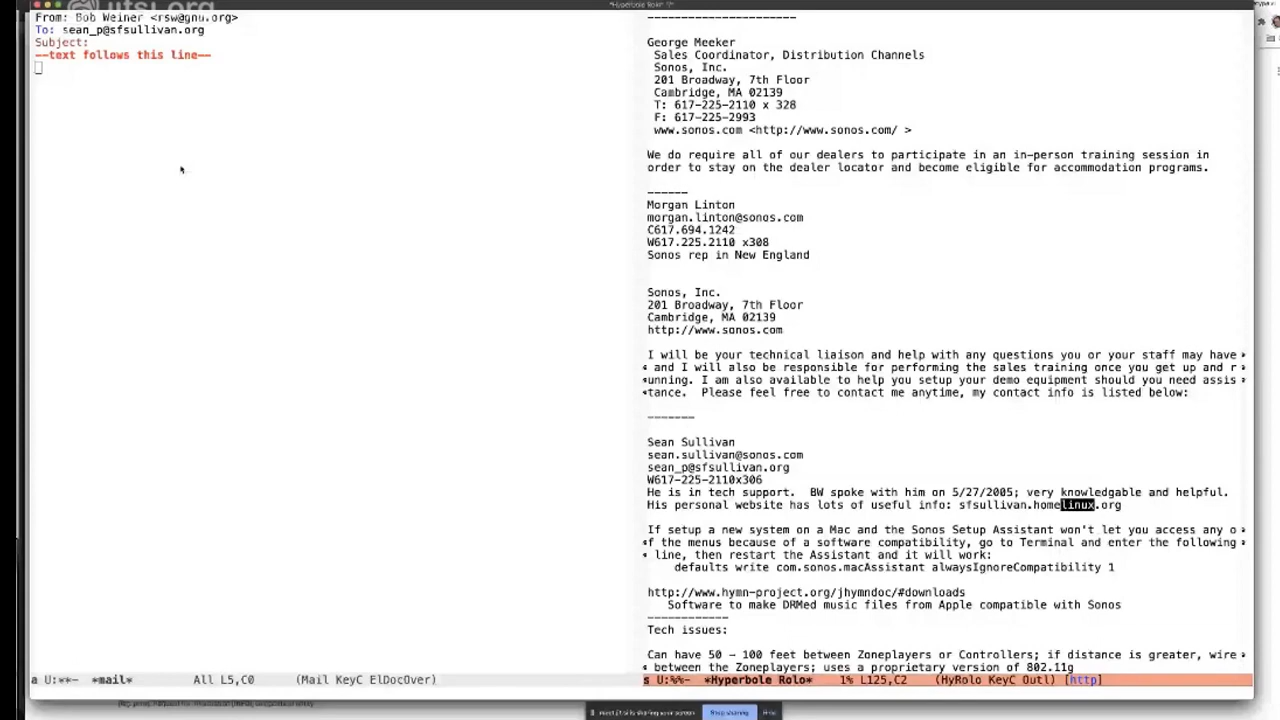 *Hyperbole Rolo*
From: Bob Weiner <rsw@gnu.org>
To: sean_p@sfsullivan.org
Subject:
--text follows this line--
a U:**- *mail* All L5,C0 (Mail KeyC ElDocOver)
--------------------
George Meeker
Sales Coordinator, Distribution Channels
Sonos, Inc.
201 Broadway, 7th Floor
Cambridge, MA 02139
T: 617-225-2110 x 328
F: 617-225-2993
www.sonos.com <http://www.sonos.com/ >
We do require all of our dealers to participate in an in-person training session in
order to stay on the dealer locator and become eligible for accommodation programs.
------
Morgan Linton
morgan.linton@sonos.com
C617.694.1242
W617.225.2110 x308
Sonos rep in New England
Sonos, Inc.
201 Broadway, 7th Floor
Cambridge, MA 02139
http://www.sonos.com
I will be your technical liaison and help with any questions you or your staff may have
and I will also be responsible for performing the sales training once you get up and r
unning. I am also available to help you setup your demo equipment should you need assis
tance.  Please feel free to contact me anytime, my contact info is listed below:
-------
Sean Sullivan
sean.sullivan@sonos.com
sean_p@sfsullivan.org
W617-225-2110x306
He is in tech support.  BW spoke with him on 5/27/2005; very knowledgable and helpful.
His personal website has lots of useful info: sfsullivan.homelinux.org
If setup a new system on a Mac and the Sonos Setup Assistant won't let you access any o
f the menus because of a software compatibility, go to Terminal and enter the following
line, then restart the Assistant and it will work:
defaults write com.sonos.macAssistant alwaysIgnoreCompatibility 1
http://www.hymn-project.org/jhymndoc/#downloads
Software to make DRMed music files from Apple compatible with Sonos
------------
Tech issues:
Can have 50 - 100 feet between Zoneplayers or Controllers; if distance is greater, wire
between the Zoneplayers; uses a proprietary version of 802.11g
s U:%%- *Hyperbole Rolo* 1% L125,C2 (HyRolo KeyC Outl) [http]
meet.jit.si is sharing your screen. Stop sharing Hide